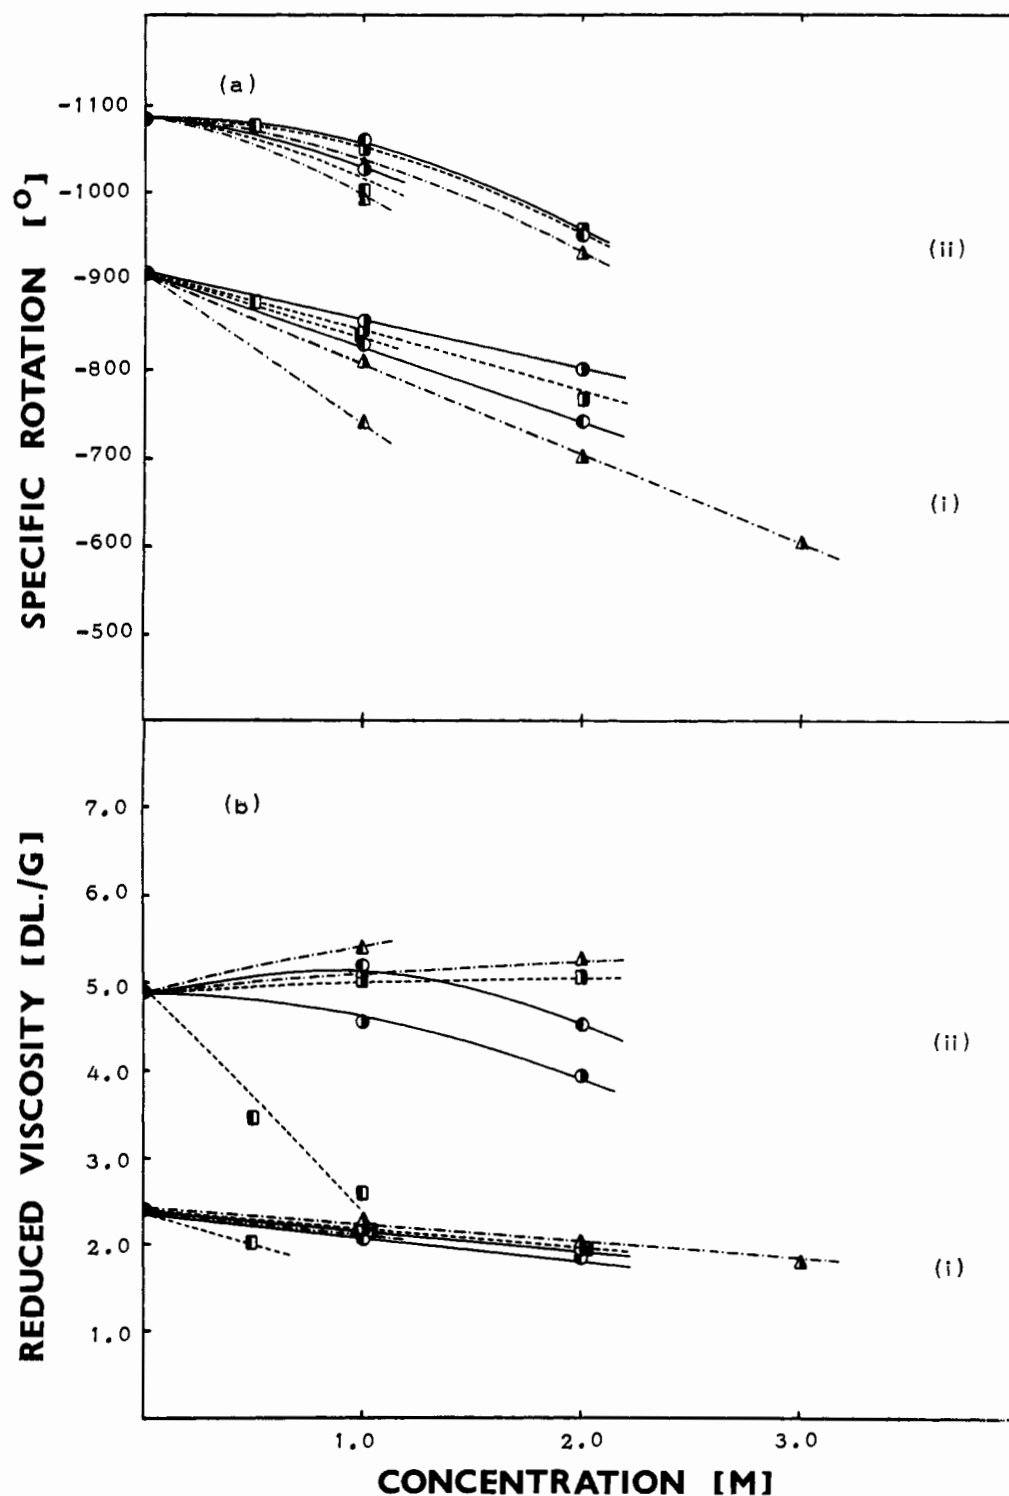 (a)
-1100
-1000
-900
-800
-700
-600
-500
SPECIFIC ROTATION [O]
(ii)
(i)
(b)
7.0
6.0
5.0
4.0
3.0
2.0
1.0
REDUCED VISCOSITY [DL./G]
(ii)
(i)
1.0 2.0 3.0
CONCENTRATION [M]